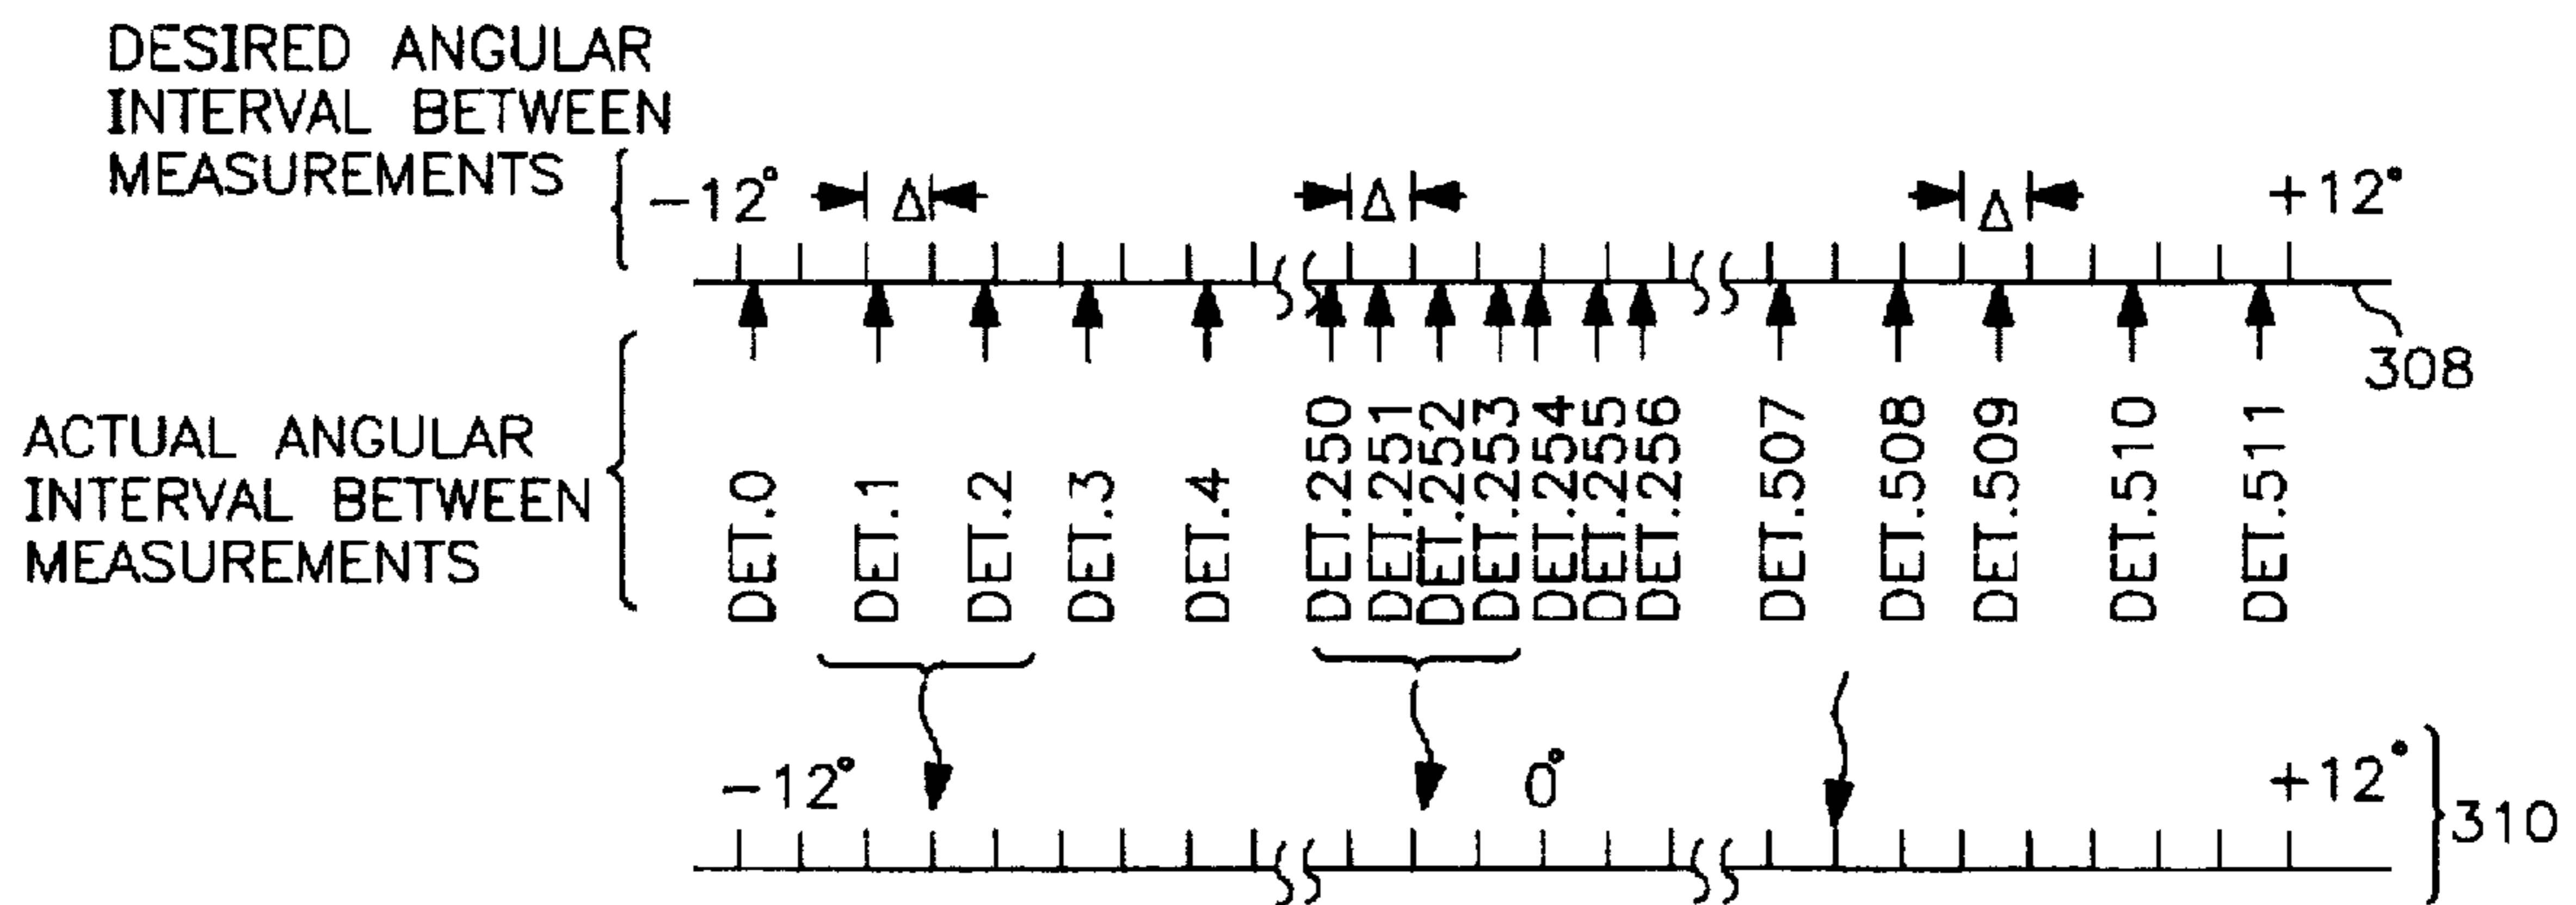 DESIRED ANGULAR
INTERVAL BETWEEN
MEASUREMENTS
-12° Δ Δ Δ +12°
308
ACTUAL ANGULAR
INTERVAL BETWEEN
MEASUREMENTS
DET.0
DET.1
DET.2
DET.3
DET.4
DET.250
DET.251
DET.252
DET.253
DET.254
DET.255
DET.256
DET.507
DET.508
DET.509
DET.510
DET.511
-12° 0° +12°
310